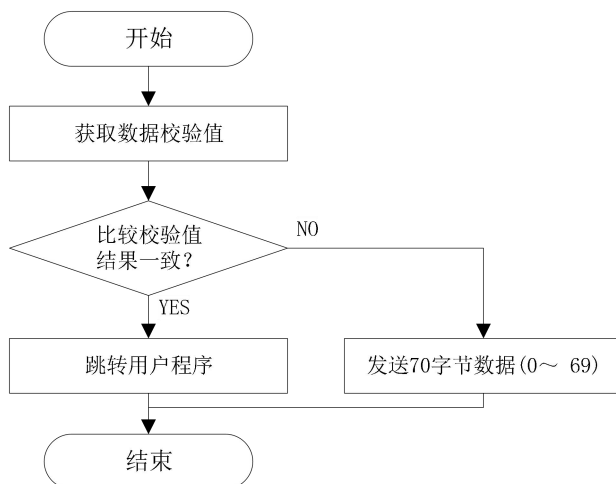 开始
获取数据校验值
比较校验值
结果一致？
NO
YES
跳转用户程序
发送70字节数据(0～ 69)
结束